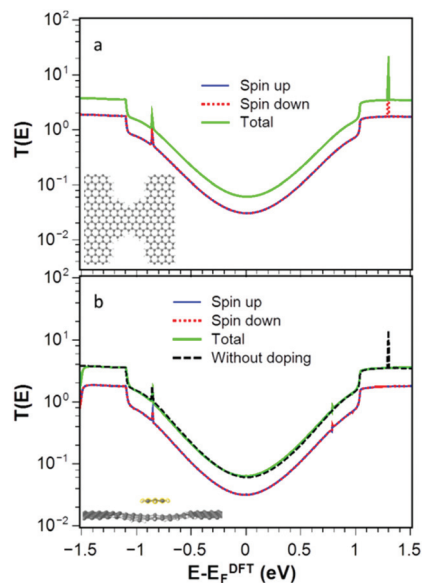 a
T(E)
10²
10¹
10⁰
10⁻¹
10⁻²
Spin up
Spin down
Total
b
T(E)
10²
10¹
10⁰
10⁻¹
10⁻²
Spin up
Spin down
Total
Without doping
−1.5 −1.0 −0.5 0.0 0.5 1.0 1.5
E-E_F^DFT (eV)